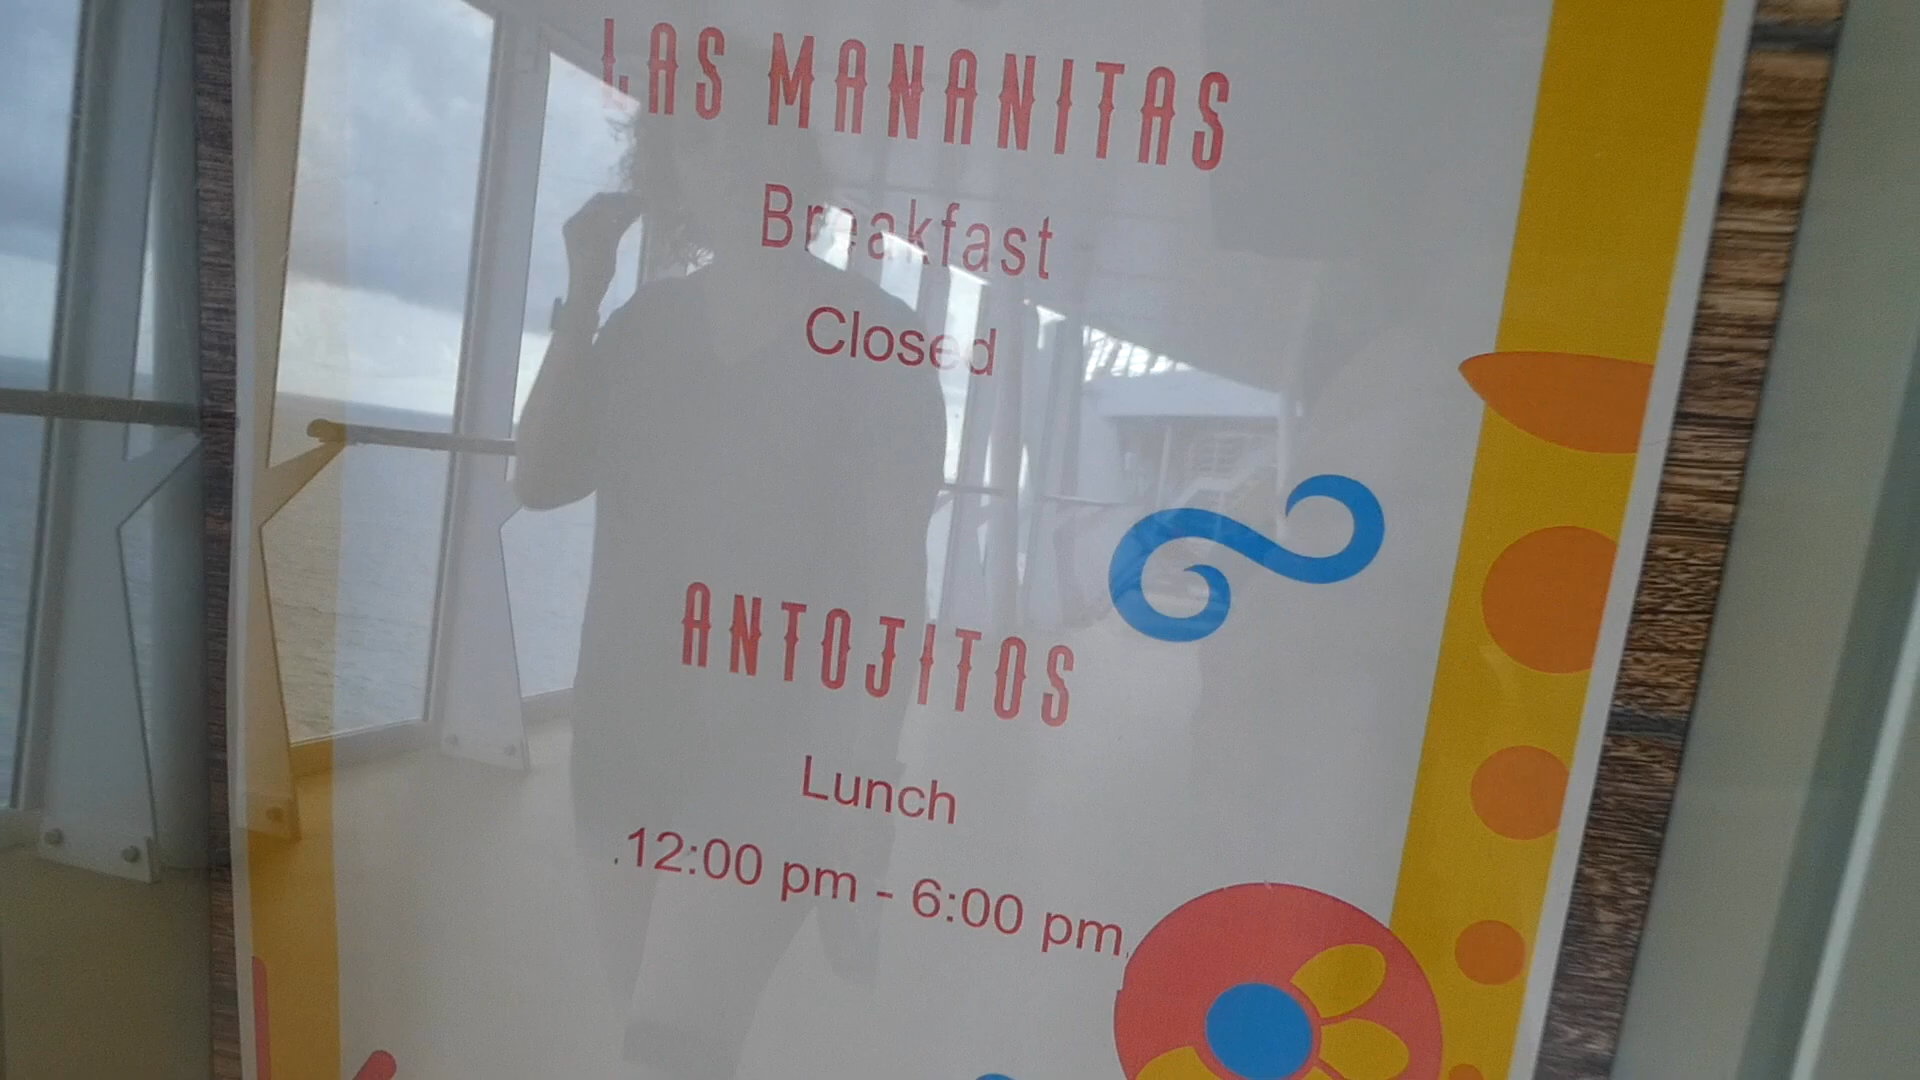 LAS MANANITAS
Breakfast
Closed
ANTOJITOS
Lunch
12:00 pm - 6:00 pm